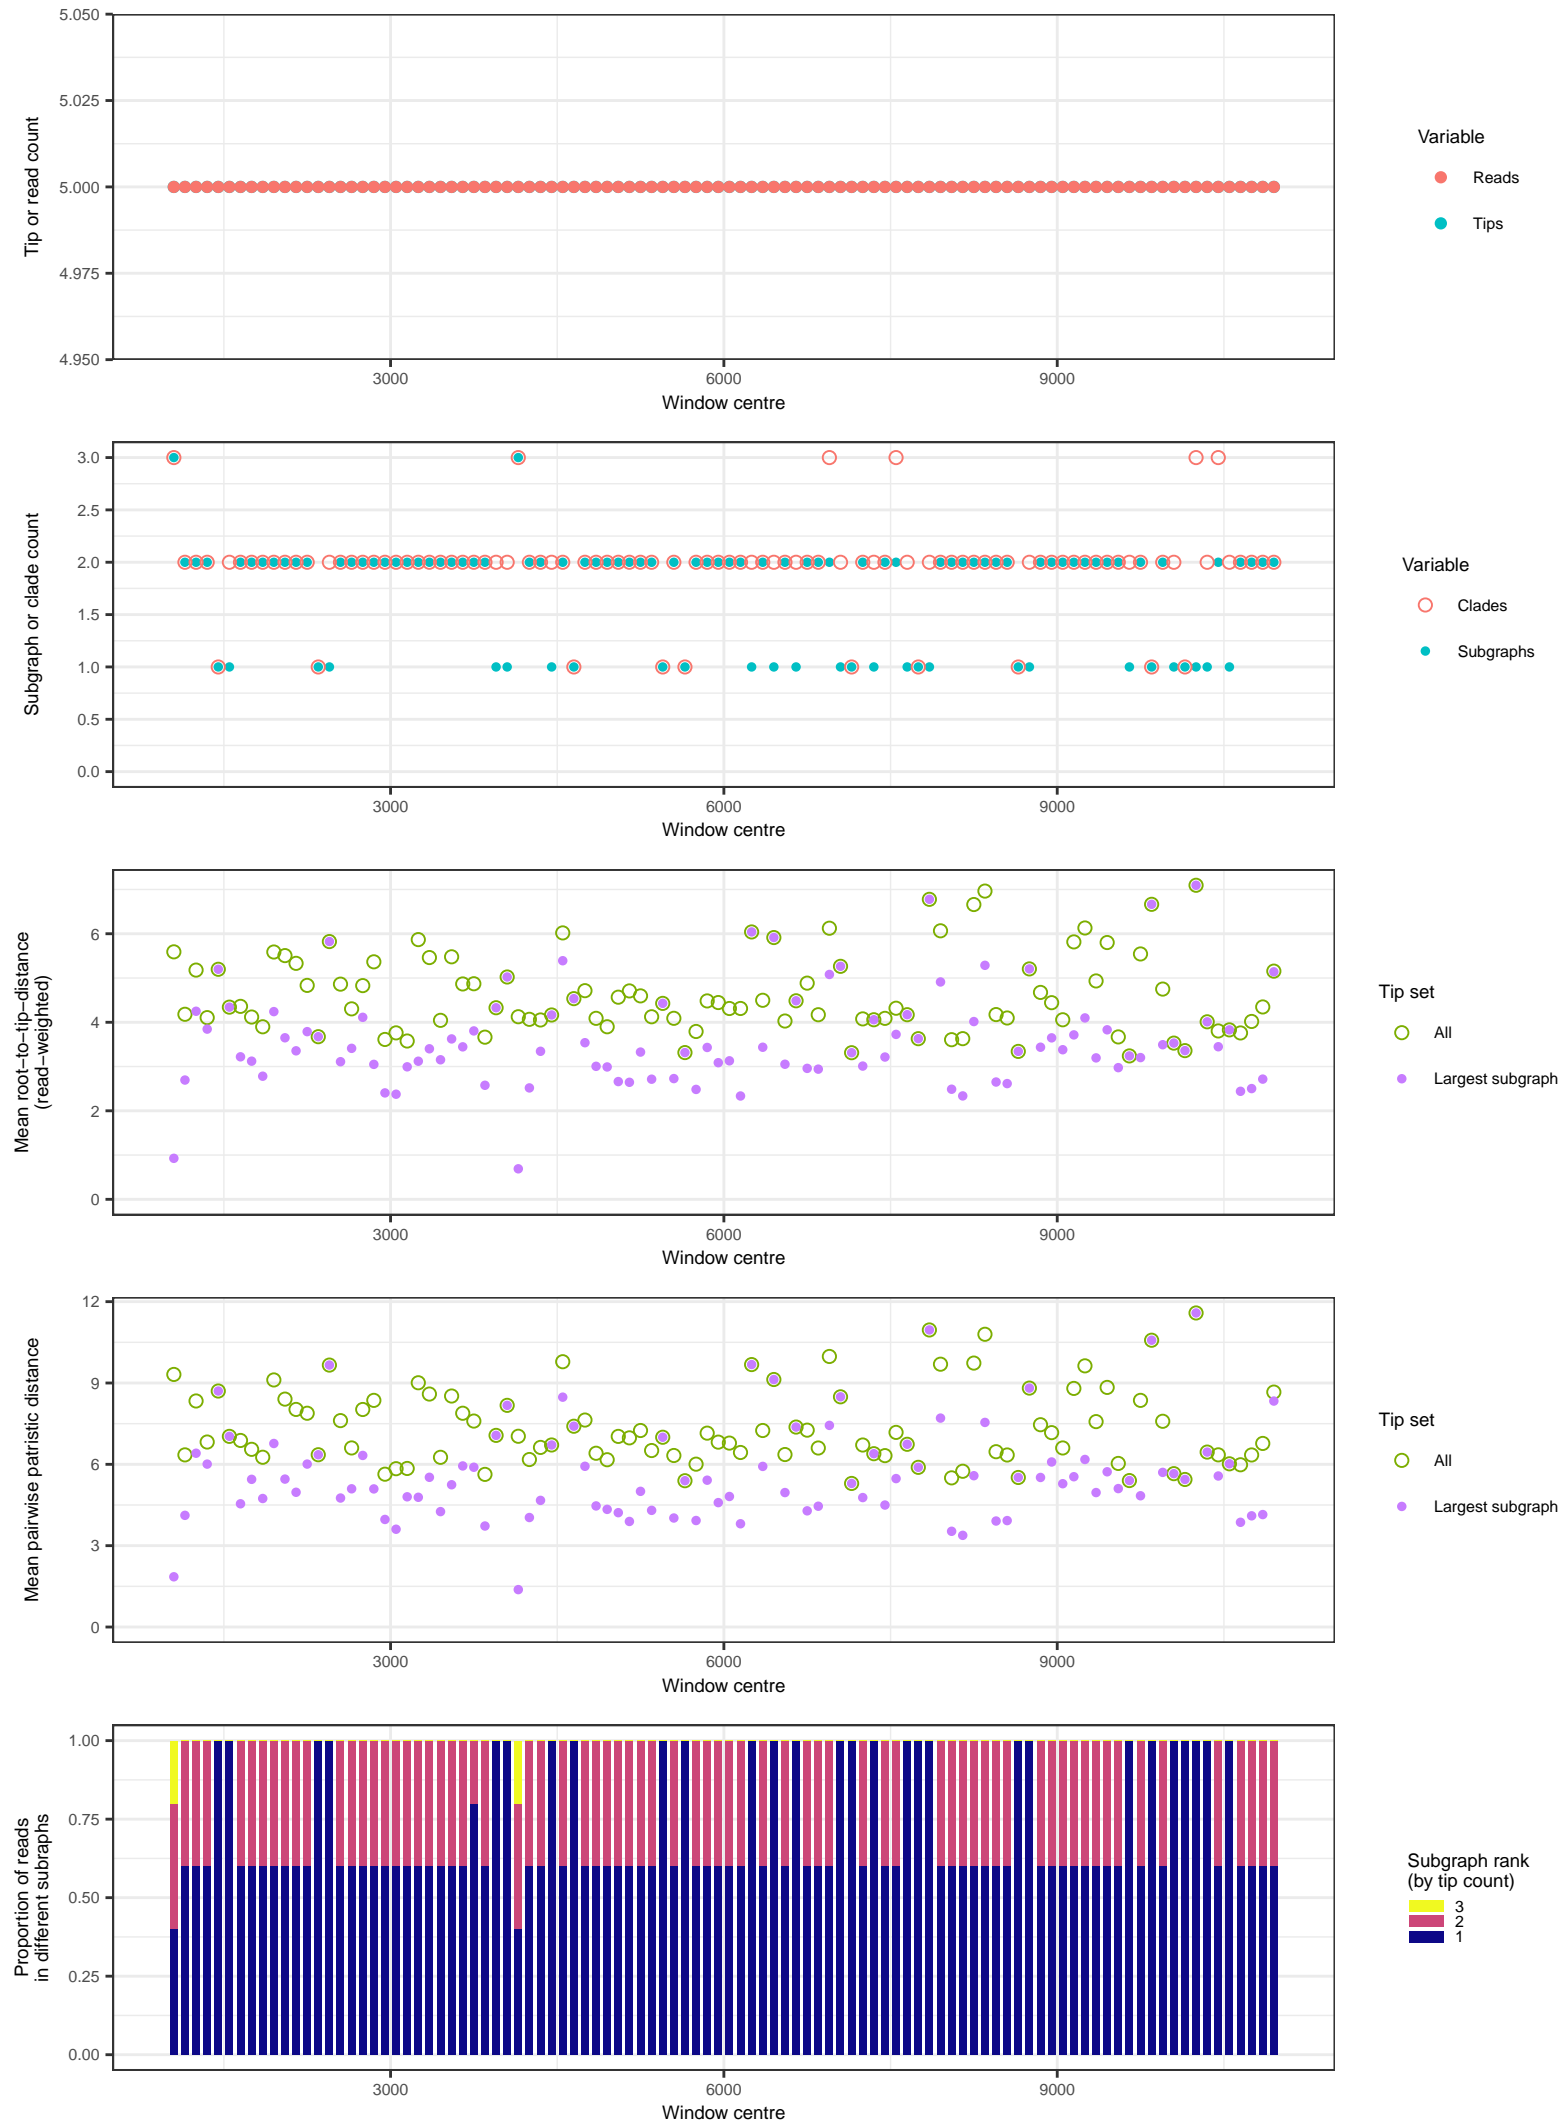 5.050
5.025
5.000
4.975
4.950
Tip or read count
3000 6000 9000
Window centre
Variable
Reads
Tips
3.0
2.5
2.0
1.5
1.0
0.5
0.0
Subgraph or clade count
3000 6000 9000
Window centre
Variable
Clades
Subgraphs
6
4
2
0
Mean root−to−tip−distance
(read−weighted)
3000 6000 9000
Window centre
Tip set
All
Largest subgraph
12
9
6
3
0
Mean pairwise patristic distance
3000 6000 9000
Window centre
Tip set
All
Largest subgraph
1.00
0.75
0.50
0.25
0.00
Proportion of reads
in different subraphs
3000 6000 9000
Window centre
Subgraph rank
(by tip count)
3
2
1